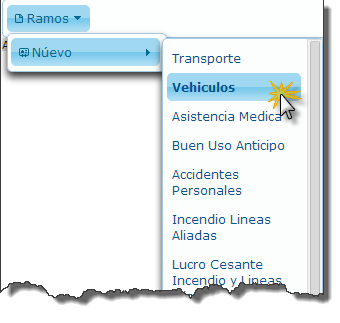 Ramos
Núevo
Transporte
Vehiculos
Asistencia Medica
Buen Uso Anticipo
Accidentes
Personales
Incendio Lineas
Aliadas
Lucro Cesante
Incendio y Lineas